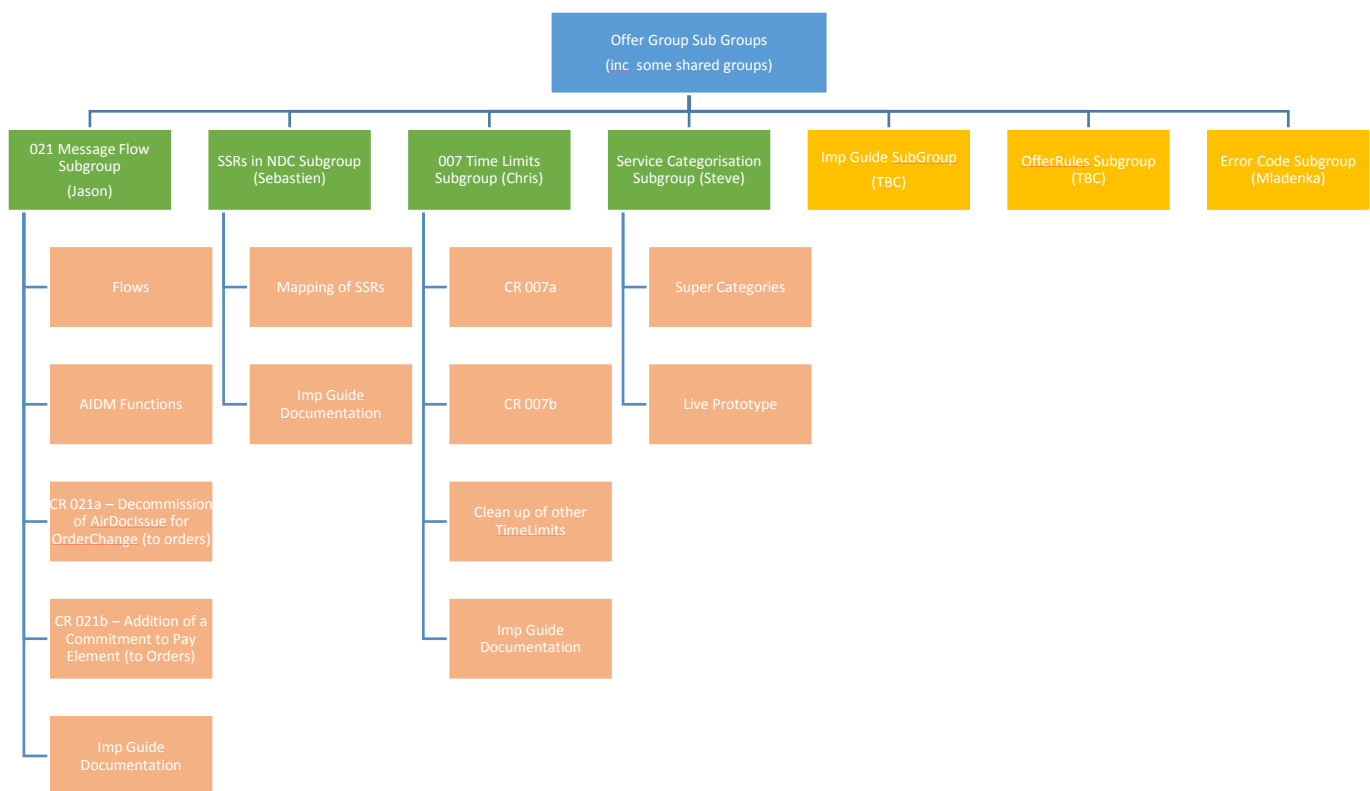 Offer Group Sub Groups
(inc  some shared groups)
021 Message Flow
Subgroup
(Jason)
SSRs in NDC Subgroup
(Sebastien)
007 Time Limits
Subgroup (Chris)
Service Categorisation
Subgroup (Steve)
Imp Guide SubGroup
(TBC)
OfferRules Subgroup
(TBC)
Error Code Subgroup
(Mladenka)
Flows
AIDM Functions
CR 021a – Decommission
of AirDocIssue for
OrderChange (to orders)
CR 021b – Addition of a
Commitment to Pay
Element (to Orders)
Imp Guide
Documentation
Mapping of SSRs
Imp Guide
Documentation
CR 007a
CR 007b
Clean up of other
TimeLimits
Imp Guide
Documentation
Super Categories
Live Prototype